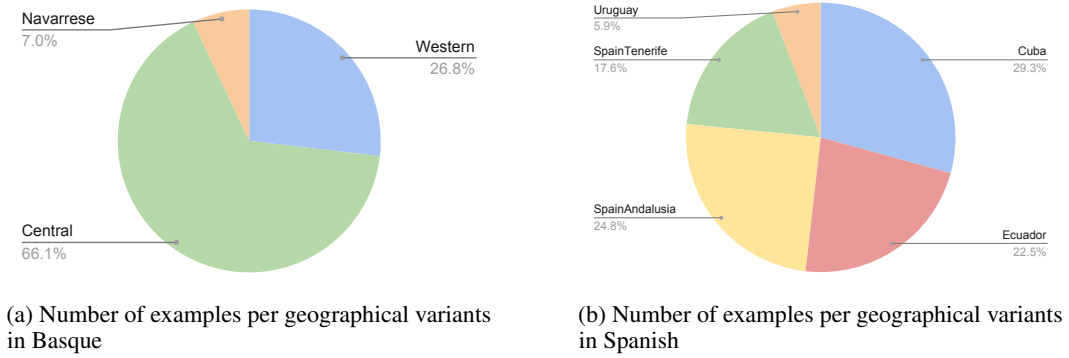 Navarrese
7.0%
Western
26.8%
Central
66.1%
(a) Number of examples per geographical variants
in Basque
Uruguay
5.9%
SpainTenerife
17.6%
Cuba
29.3%
SpainAndalusia
24.8%
Ecuador
22.5%
(b) Number of examples per geographical variants
in Spanish